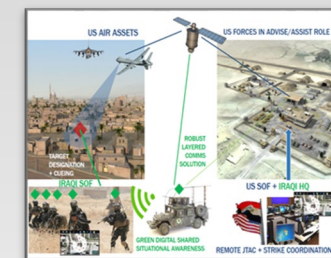 US AIR ASSETS
US FORCES IN ADVISE/ASSIST ROLE
TARGET
DESIGNATION
+ CUEING
ROBUST
LAYERED
COMMS
SOLUTION
IRAQI SOF
US SOF + IRAQI HQ
GREEN DIGITAL SHARED
SITUATIONAL AWARENESS
REMOTE JTAC + STRIKE COORDINATION